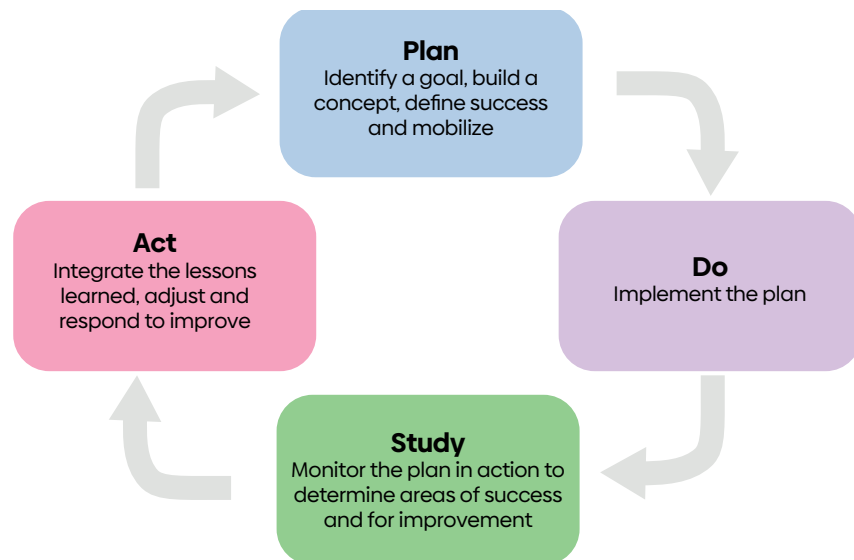 Plan
Identify a goal, build a
concept, define success
and mobilize
Act
Integrate the lessons
learned, adjust and
respond to improve
Do
Implement the plan
Study
Monitor the plan in action to
determine areas of success
and for improvement